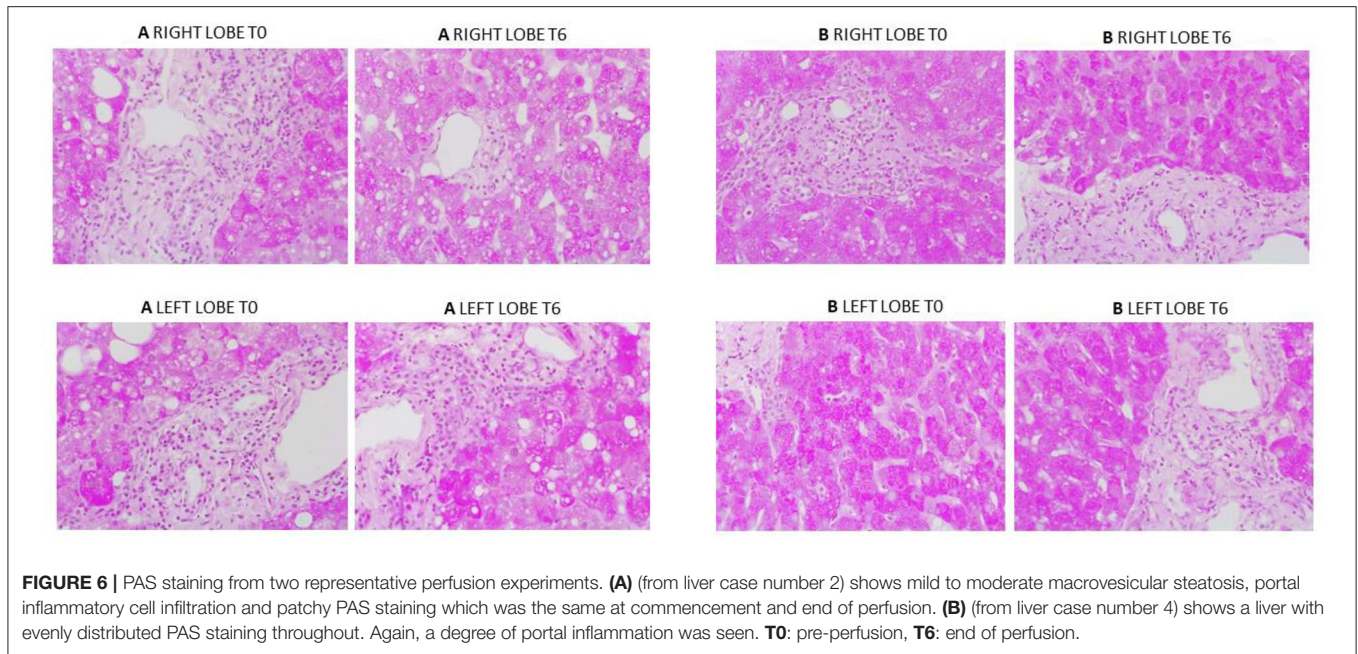 A RIGHT LOBE T0
A RIGHT LOBE T6
B RIGHT LOBE T0
B RIGHT LOBE T6
A LEFT LOBE T0
A LEFT LOBE T6
B LEFT LOBE T0
B LEFT LOBE T6
FIGURE 6 | PAS staining from two representative perfusion experiments. (A) (from liver case number 2) shows mild to moderate macrovesicular steatosis, portal
inflammatory cell infiltration and patchy PAS staining which was the same at commencement and end of perfusion. (B) (from liver case number 4) shows a liver with
evenly distributed PAS staining throughout. Again, a degree of portal inflammation was seen. T0: pre-perfusion, T6: end of perfusion.